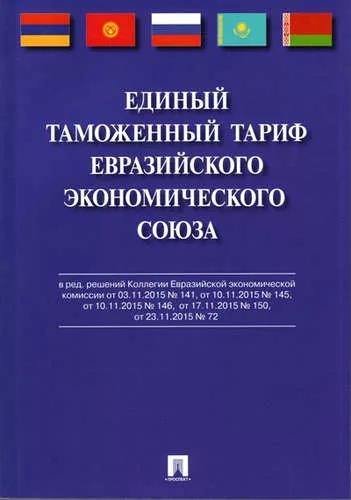 ЕДИНЫЙ
ТАМОЖЕННЫЙ ТАРИФ
ЕВРАЗИЙСКОГО
ЭКОНОМИЧЕСКОГО
СОЮЗА
в ред. решений Коллегии Евразийской экономической
комиссии от 03.11.2015 № 141, от 10.11.2015 № 145,
от 10.11.2015 № 146, от 17.11.2015 № 150,
от 23.11.2015 № 72
ПРОСПЕКТ